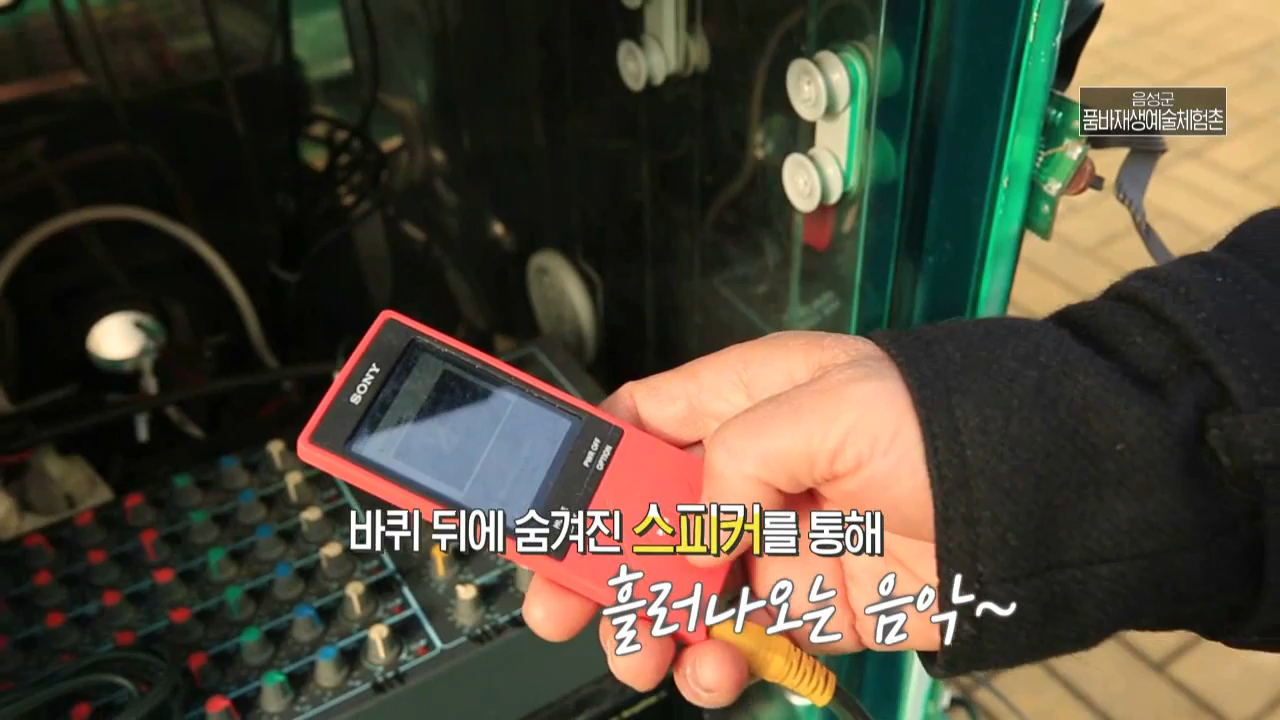 음성군
품바재생예술체험촌
SONY
PWR OFF
OPTION
바퀴 뒤에 숨겨진 스피커를 통해
흘러나오는 음악~